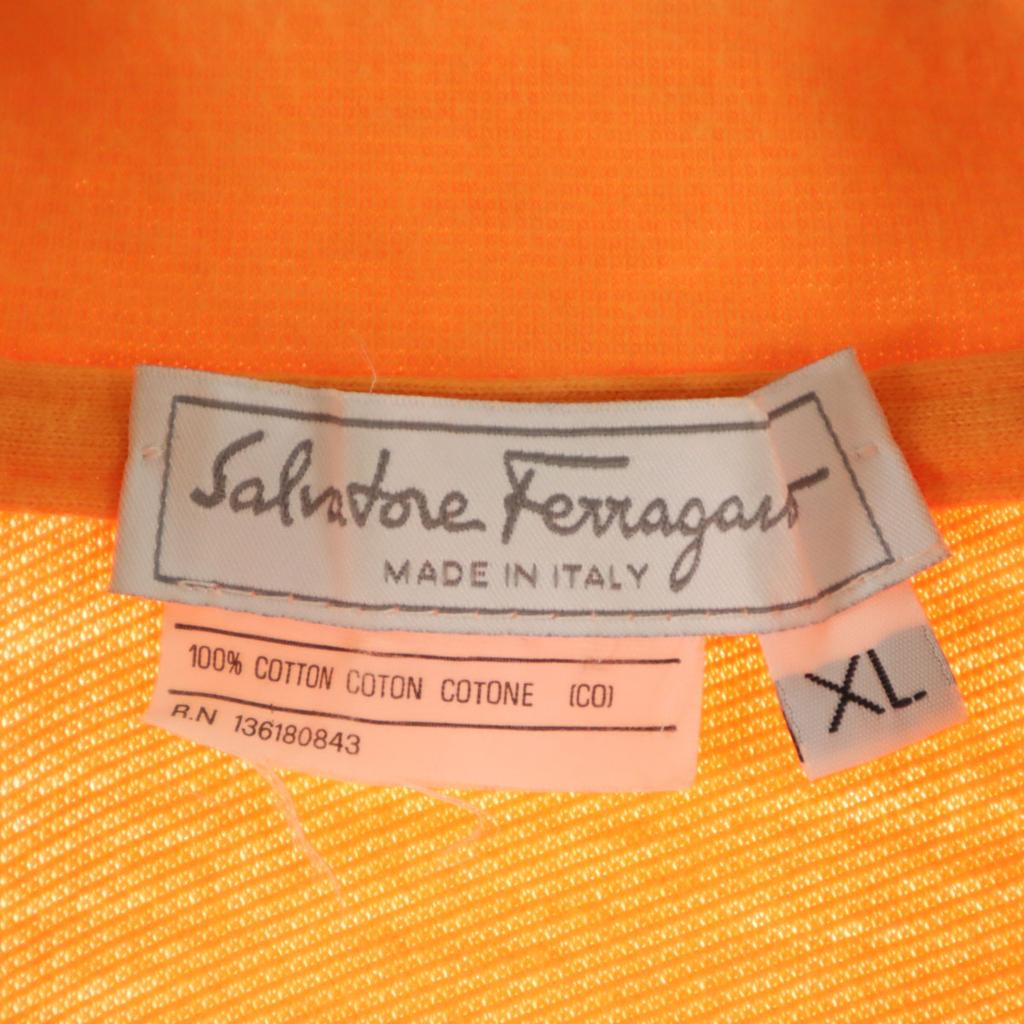 Salvatore Ferragamo
MADE IN ITALY
100% COTTON COTON COTONE (CO)
R.N 136180843
XL